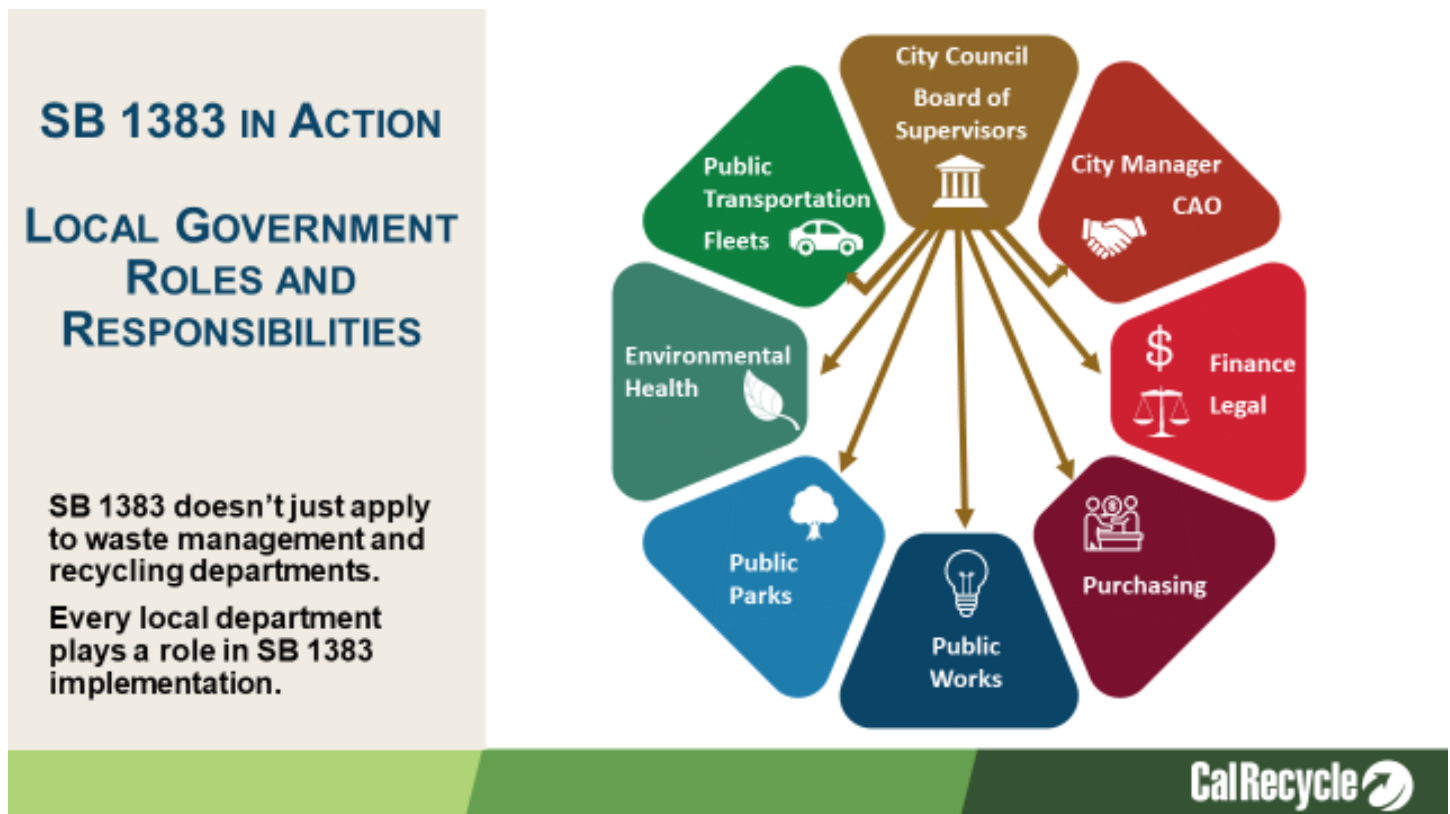 SB 1383 IN ACTION
LOCAL GOVERNMENT
ROLES AND
RESPONSIBILITIES
SB 1383 doesn't just apply
to waste management and
recycling departments.
Every local department
plays a role in SB 1383
implementation.
City Council
Board of
Supervisors
City Manager
CAO
$
Finance
Legal
Purchasing
Public
Works
Public
Parks
Environmental
Health
Public
Transportation
Fleets
CalRecycle